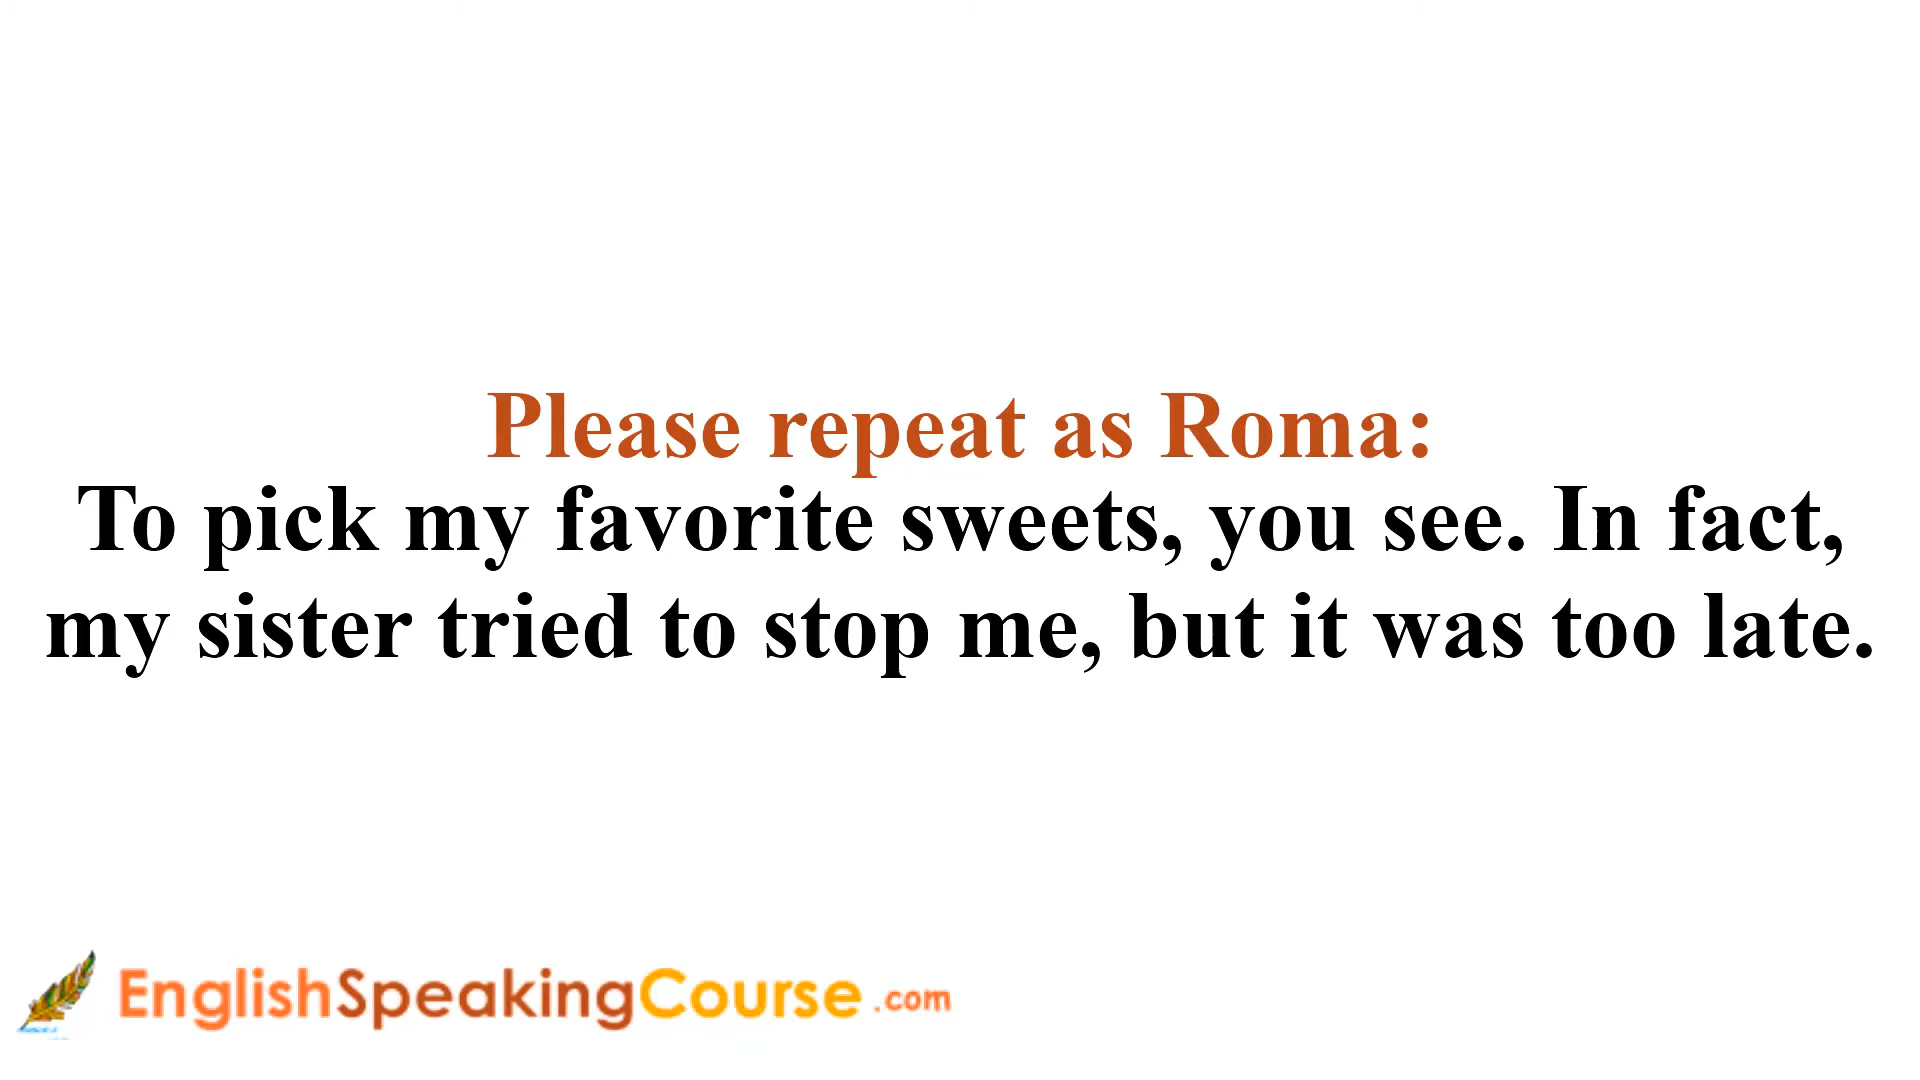 Please repeat as Roma:
To pick my favorite sweets, you see. In fact,
my sister tried to stop me, but it was too late.
EnglishSpeakingCourse.com